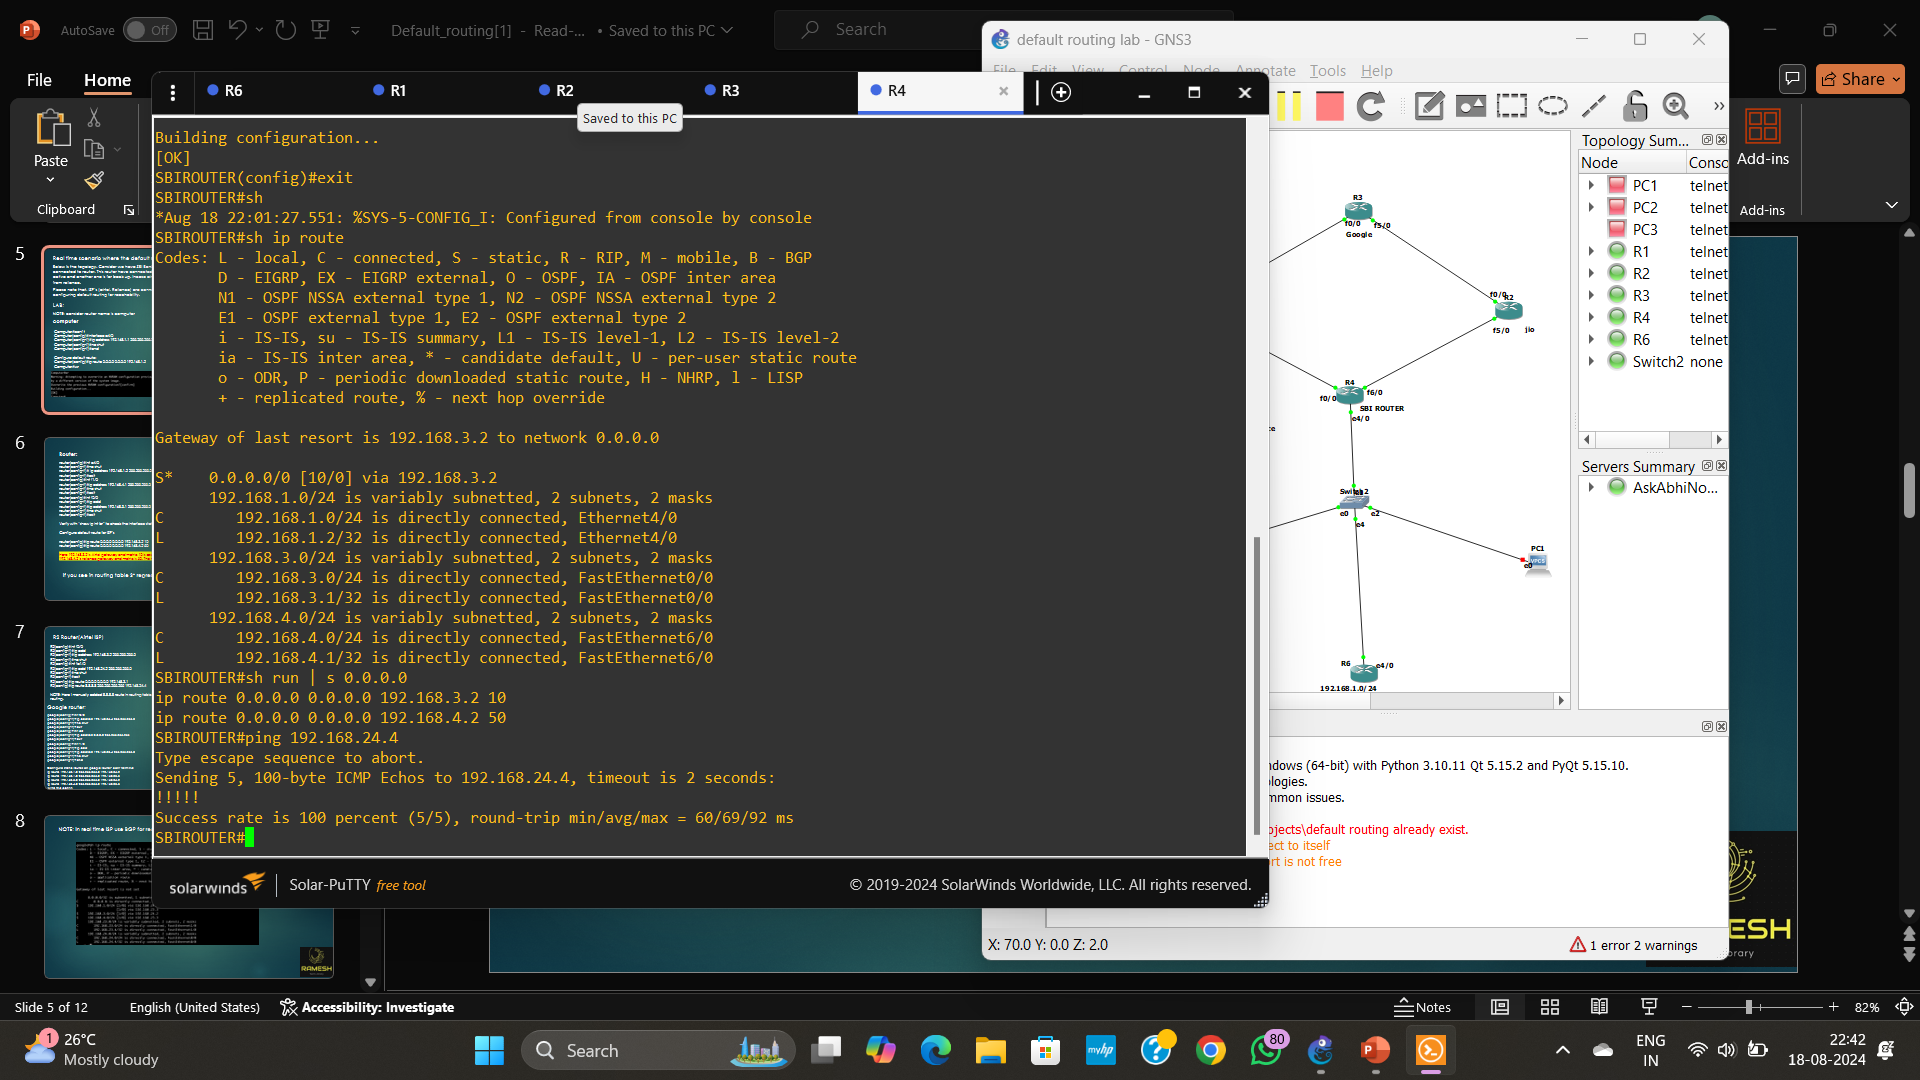 AutoSave
Off
Default_routing[1] - Read-... • Saved to this PC
Search
File
Home
Share
Paste
Clipboard
Add-ins
Add-ins
default routing lab - GNS3
File Edit View Control Node Annotate Tools Help
R6
R1
R2
R3
R4
Saved to this PC
Building configuration...
[OK]
SBIROUTER(config)#exit
SBIROUTER#sh
*Aug 18 22:01:27.551: %SYS-5-CONFIG_I: Configured from console by console
SBIROUTER#sh ip route
Codes: L - local, C - connected, S - static, R - RIP, M - mobile, B - BGP
D - EIGRP, EX - EIGRP external, O - OSPF, IA - OSPF inter area
N1 - OSPF NSSA external type 1, N2 - OSPF NSSA external type 2
E1 - OSPF external type 1, E2 - OSPF external type 2
i - IS-IS, su - IS-IS summary, L1 - IS-IS level-1, L2 - IS-IS level-2
ia - IS-IS inter area, * - candidate default, U - per-user static route
o - ODR, P - periodic downloaded static route, H - NHRP, l - LISP
+ - replicated route, % - next hop override
Gateway of last resort is 192.168.3.2 to network 0.0.0.0
S* 0.0.0.0/0 [10/0] via 192.168.3.2
192.168.1.0/24 is variably subnetted, 2 subnets, 2 masks
C 192.168.1.0/24 is directly connected, Ethernet4/0
L 192.168.1.2/32 is directly connected, Ethernet4/0
192.168.3.0/24 is variably subnetted, 2 subnets, 2 masks
C 192.168.3.0/24 is directly connected, FastEthernet0/0
L 192.168.3.1/32 is directly connected, FastEthernet0/0
192.168.4.0/24 is variably subnetted, 2 subnets, 2 masks
C 192.168.4.0/24 is directly connected, FastEthernet6/0
L 192.168.4.1/32 is directly connected, FastEthernet6/0
SBIROUTER#sh run | s 0.0.0.0
ip route 0.0.0.0 0.0.0.0 192.168.3.2 10
ip route 0.0.0.0 0.0.0.0 192.168.4.2 50
SBIROUTER#ping 192.168.24.4
Type escape sequence to abort.
Sending 5, 100-byte ICMP Echos to 192.168.24.4, timeout is 2 seconds:
!!!!!
Success rate is 100 percent (5/5), round-trip min/avg/max = 60/69/92 ms
SBIROUTER#
solarwinds
Solar-PuTTY free tool
© 2019-2024 SolarWinds Worldwide, LLC. All rights reserved.
R3
f0/0
f5/0
Google
f0/0
R2
f5/0
jio
R4
f0/0
f6/0
SBI ROUTER
e4/0
ce
e0
e2
e4
PC1
e0
R6
e4/0
192.168.1.0/24
Topology Sum...
Node
Consc
PC1 telnet
PC2 telnet
PC3 telnet
R1 telnet
R2 telnet
R3 telnet
R4 telnet
R6 telnet
Switch2 none
Servers Summary
AskAbhiNo...
ndows (64-bit) with Python 3.10.11 Qt 5.15.2 and PyQt 5.15.10.
ologies.
mmon issues.
ojects\default routing already exist.
ect to itself
rt is not free
X: 70.0 Y: 0.0 Z: 2.0
1 error 2 warnings
5
6
Router:
7
R3 Router(Airtel ISP)
Google router:
8
RAMESH
ESH
orary
Slide 5 of 12
English (United States)
Accessibility: Investigate
Notes
82%
1
26°C
Mostly cloudy
Search
myhp
80
ENG
IN
22:42
18-08-2024